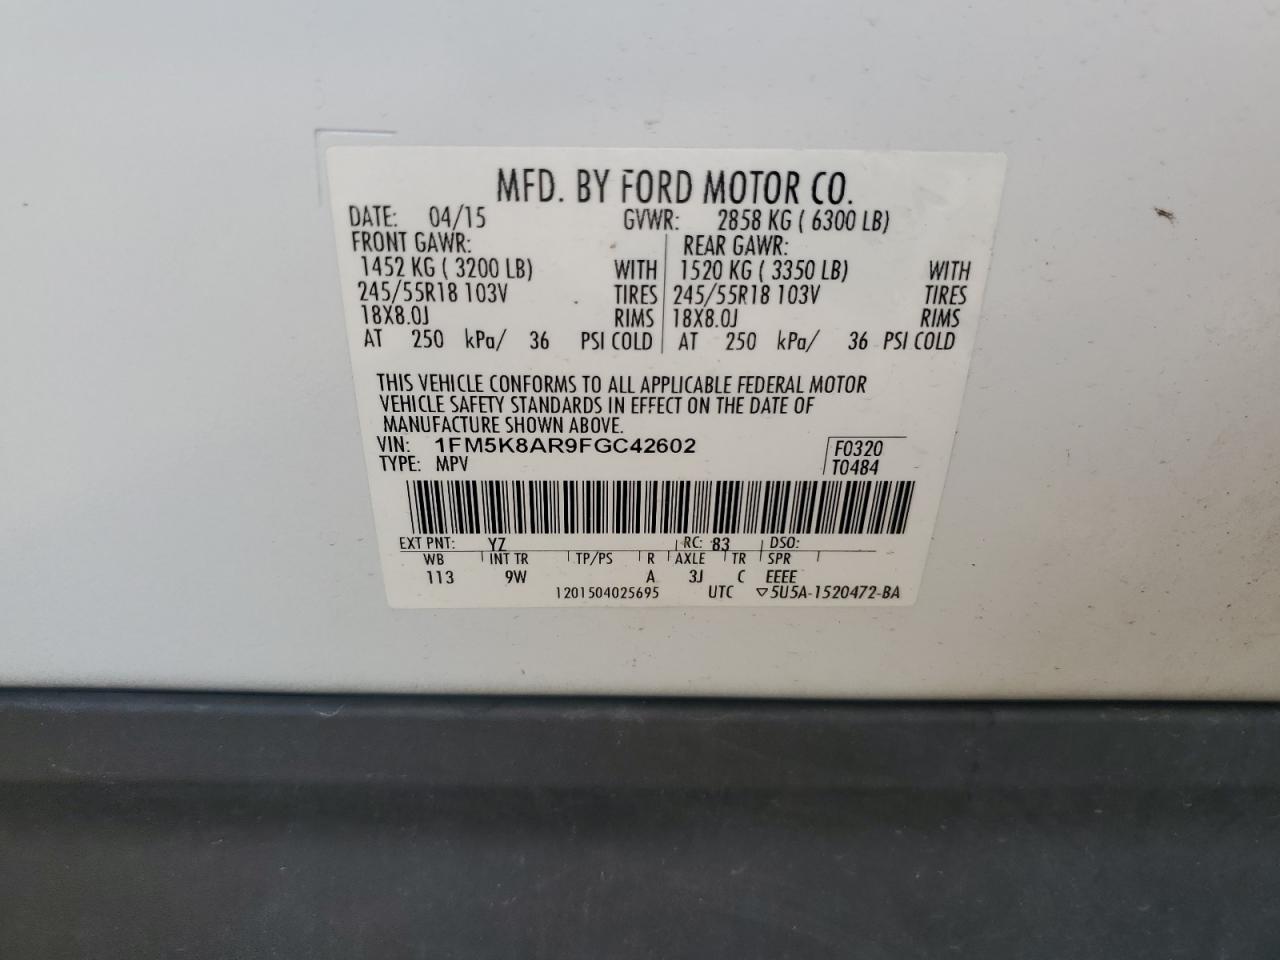 MFD. BY FORD MOTOR CO.
DATE: 04/15 GVWR: 2858 KG ( 6300 LB)
FRONT GAWR: REAR GAWR:
1452 KG ( 3200 LB) WITH 1520 KG ( 3350 LB) WITH
245/55R18 103V TIRES 245/55R18 103V TIRES
18X8.0J RIMS 18X8.0J RIMS
AT 250 kPa/ 36 PSI COLD AT 250 kPa/ 36 PSI COLD
THIS VEHICLE CONFORMS TO ALL APPLICABLE FEDERAL MOTOR
VEHICLE SAFETY STANDARDS IN EFFECT ON THE DATE OF
MANUFACTURE SHOWN ABOVE.
VIN: 1FM5K8AR9FGC42602 F0320
TYPE: MPV T0484
EXT PNT: YZ RC: 83 DSO:
WB INT TR TP/PS R AXLE TR SPR
113 9W A 3J C EEEE
1201504025695 UTC ▽5U5A-1520472-BA